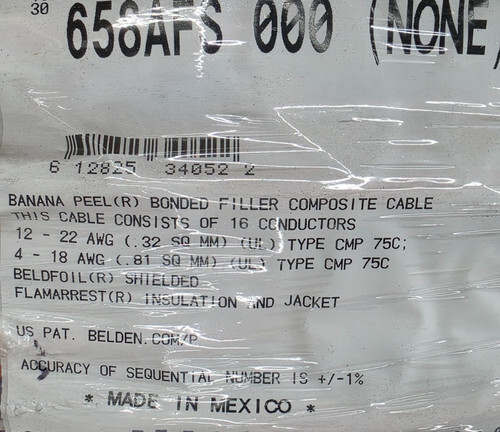 30
658AFS 000 (NONE)
6 12825 34052 2
BANANA PEEL(R) BONDED FILLER COMPOSITE CABLE
THIS CABLE CONSISTS OF 16 CONDUCTORS
12 - 22 AWG (.32 SQ MM) (UL) TYPE CMP 75C;
4 - 18 AWG (.81 SQ MM) (UL) TYPE CMP 75C
BELDFOIL(R) SHIELDED
FLAMARREST(R) INSULATION AND JACKET
US PAT. BELDEN.COM/P
ACCURACY OF SEQUENTIAL NUMBER IS +/-1%
* MADE IN MEXICO *